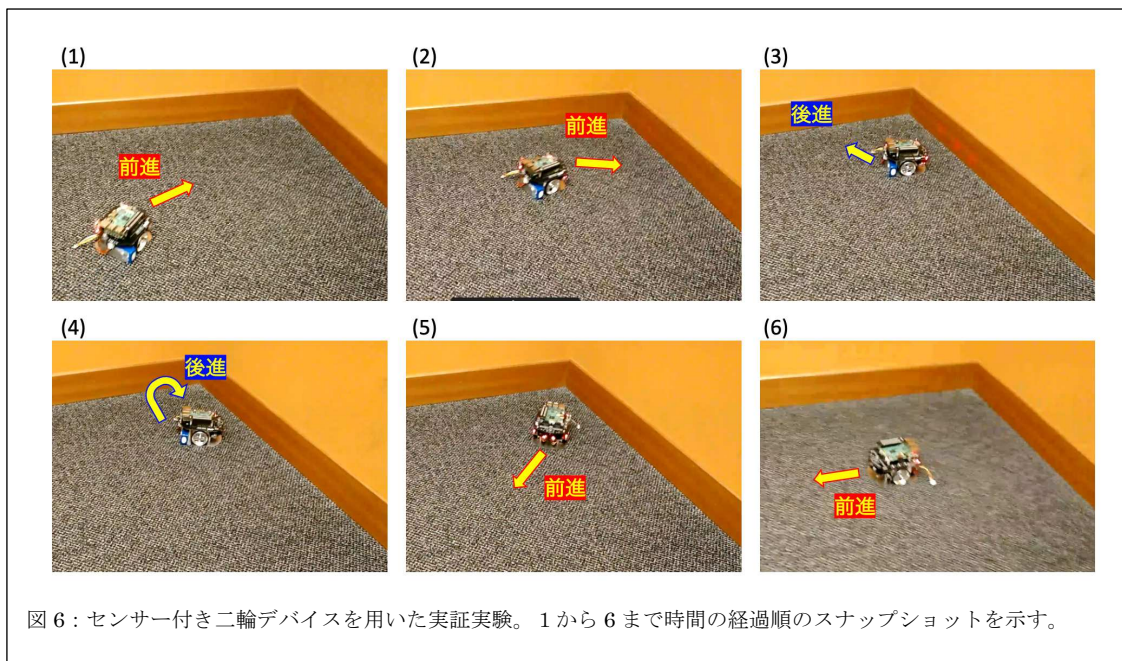 (1)
前進
(2)
前進
(3)
後進
(4)
後進
(5)
前進
(6)
前進
図 6：センサー付き二輪デバイスを用いた実証実験。 1 から 6 まで時間の経過順のスナップショットを示す。